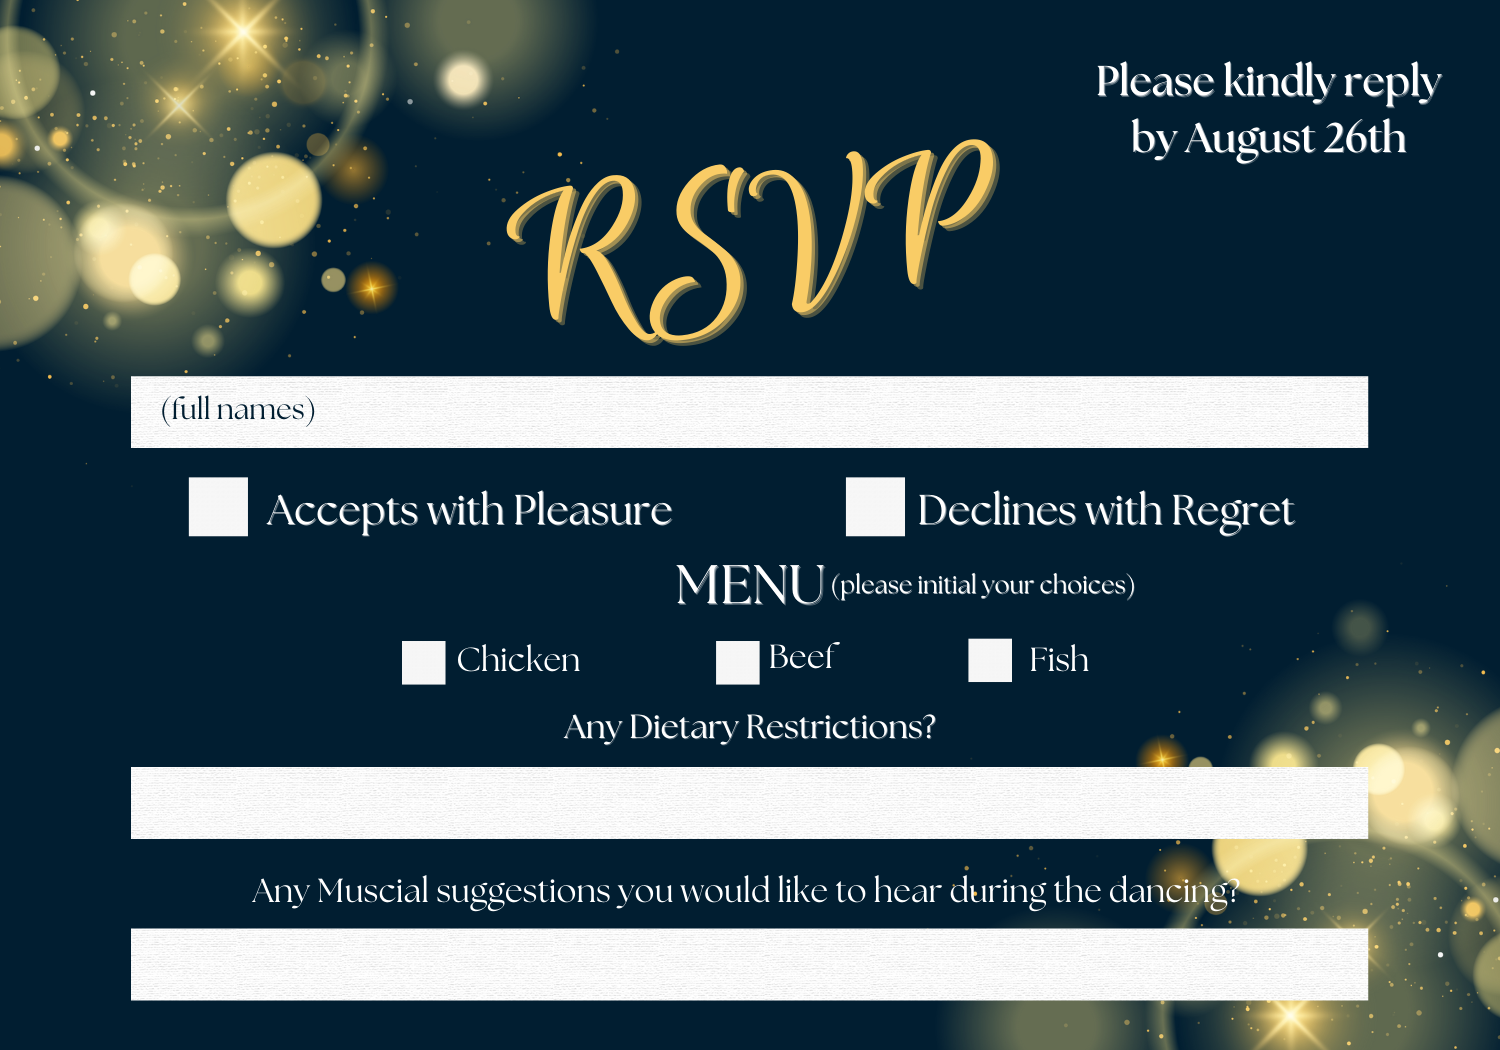 Please kindly reply
by August 26th
RSVP
(full names)
Accepts with Pleasure
Declines with Regret
MENU (please initial your choices)
Chicken
Beef
Fish
Any Dietary Restrictions?
Any Muscial suggestions you would like to hear during the dancing?